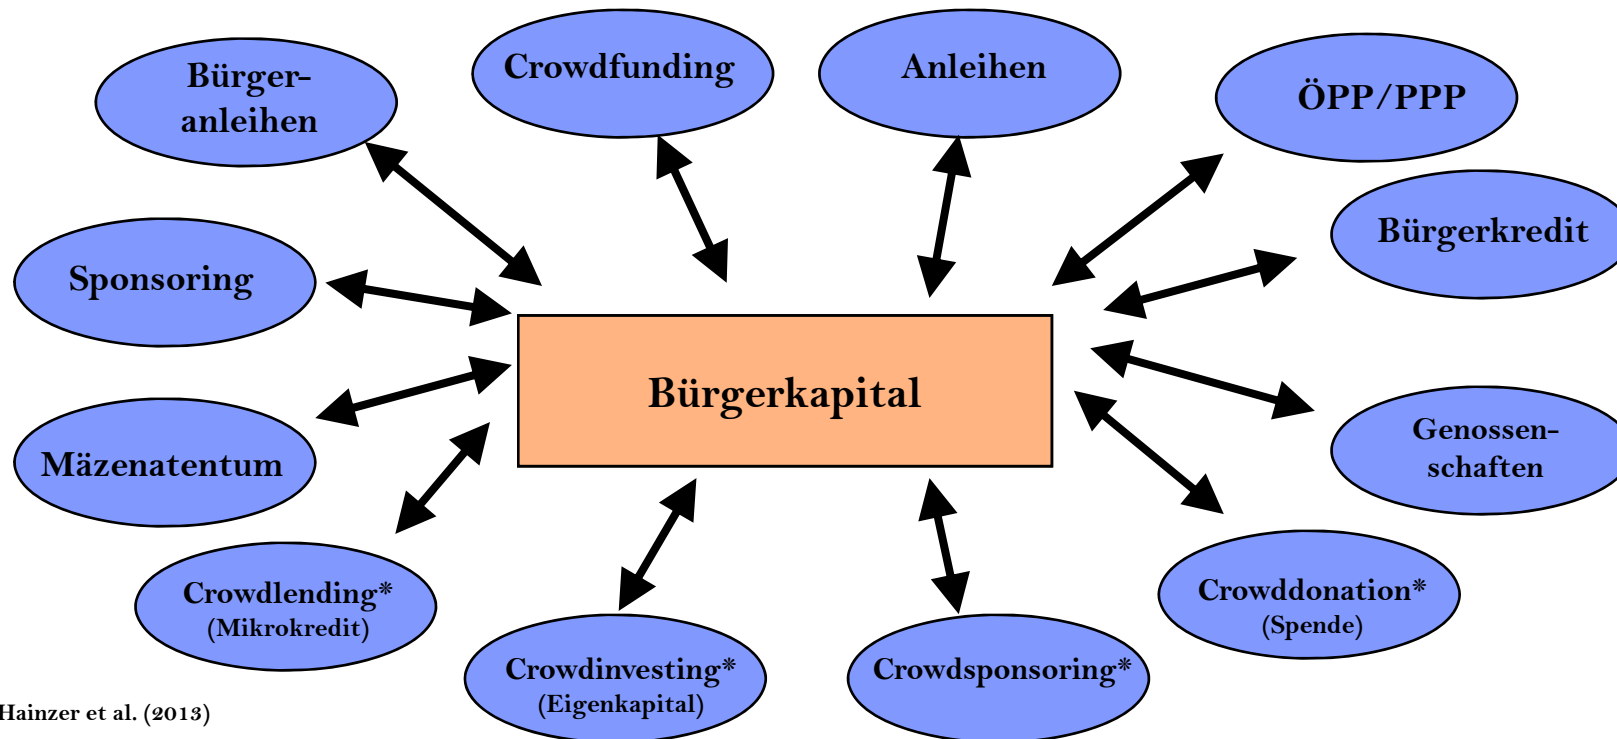 Bürger-
anleihen
Crowdfunding
Anleihen
ÖPP/PPP
Bürgerkredit
Sponsoring
Bürgerkapital
Mäzenatentum
Genossen-
schaften
Crowdlending*
(Mikrokredit)
Crowdinvesting*
(Eigenkapital)
Crowdsponsoring*
Crowddonation*
(Spende)
Hainzer et al. (2013)